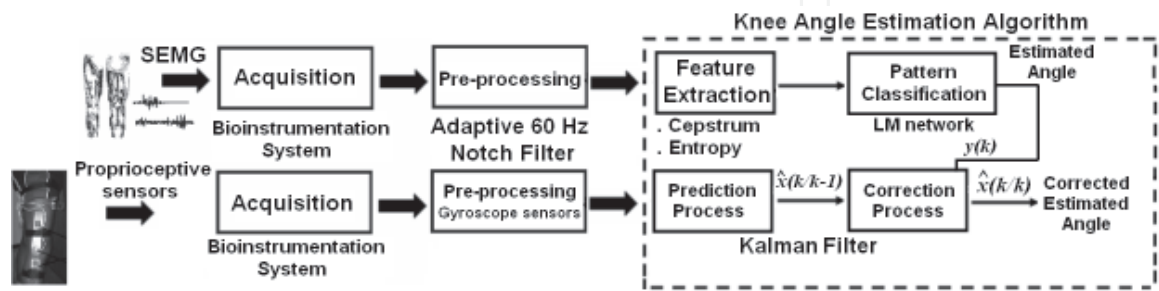 Knee Angle Estimation Algorithm
SEMG
Acquisition
Bioinstrumentation
System
Pre-processing
Adaptive 60 Hz
Notch Filter
Feature
Extraction
. Cepstrum
. Entropy
Pattern
Classification
LM network
Estimated
Angle
y(k)
Proprioceptive
sensors
Acquisition
Bioinstrumentation
System
Pre-processing
Gyroscope sensors
Prediction
Process
x̂(k/k-1)
Correction
Process
x̂(k/k)
Corrected
Estimated
Angle
Kalman Filter